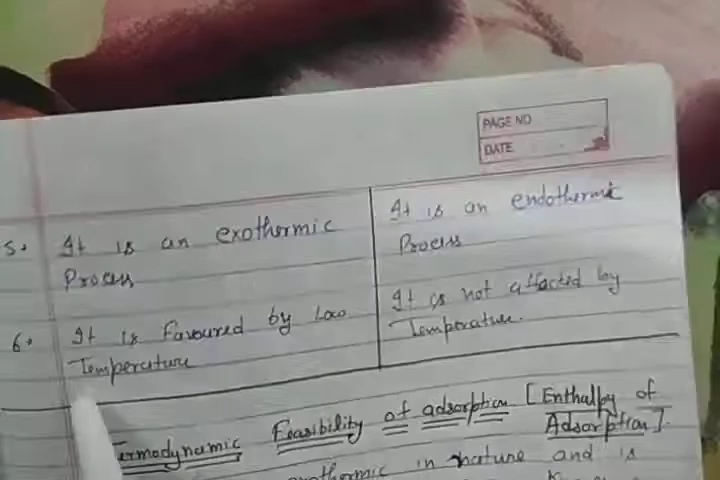 PAGE NO
DATE
5. It is an exothermic
Process
It is an endothermic
Process
6. It is favoured by low
Temperature
It is not affected by
Temperature.
ermodynamic Feasibility of adsorption [Enthalpy of
Adsorption].
othermic in nature and is